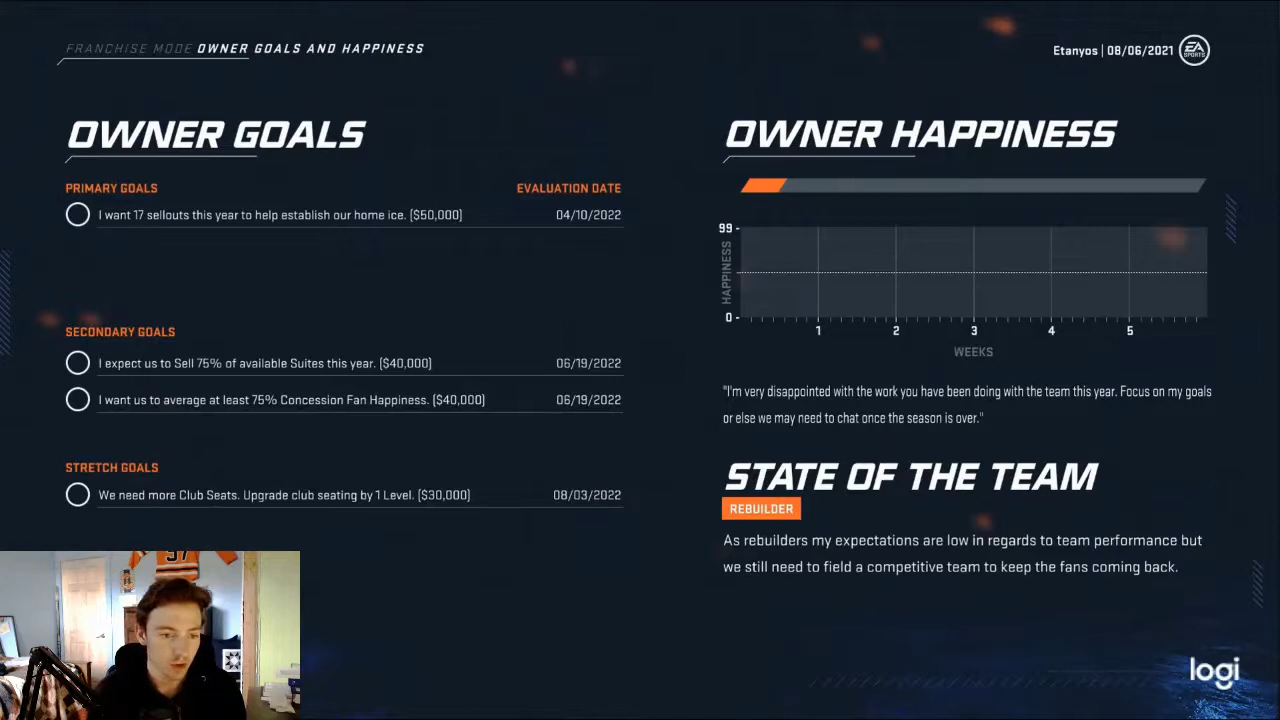 FRANCHISE MODE OWNER GOALS AND HAPPINESS
Etanyos | 08/06/2021
EA
SPORTS
OWNER GOALS
PRIMARY GOALS EVALUATION DATE
I want 17 sellouts this year to help establish our home ice. ($50,000) 04/10/2022
SECONDARY GOALS
I expect us to Sell 75% of available Suites this year. ($40,000) 06/19/2022
I want us to average at least 75% Concession Fan Happiness. ($40,000) 06/19/2022
STRETCH GOALS
We need more Club Seats. Upgrade club seating by 1 Level. ($30,000) 08/03/2022
97
OWNER HAPPINESS
99
HAPPINESS
0
1 2 3 4 5
WEEKS
"I'm very disappointed with the work you have been doing with the team this year. Focus on my goals
or else we may need to chat once the season is over."
STATE OF THE TEAM
REBUILDER
As rebuilders my expectations are low in regards to team performance but
we still need to field a competitive team to keep the fans coming back.
logi